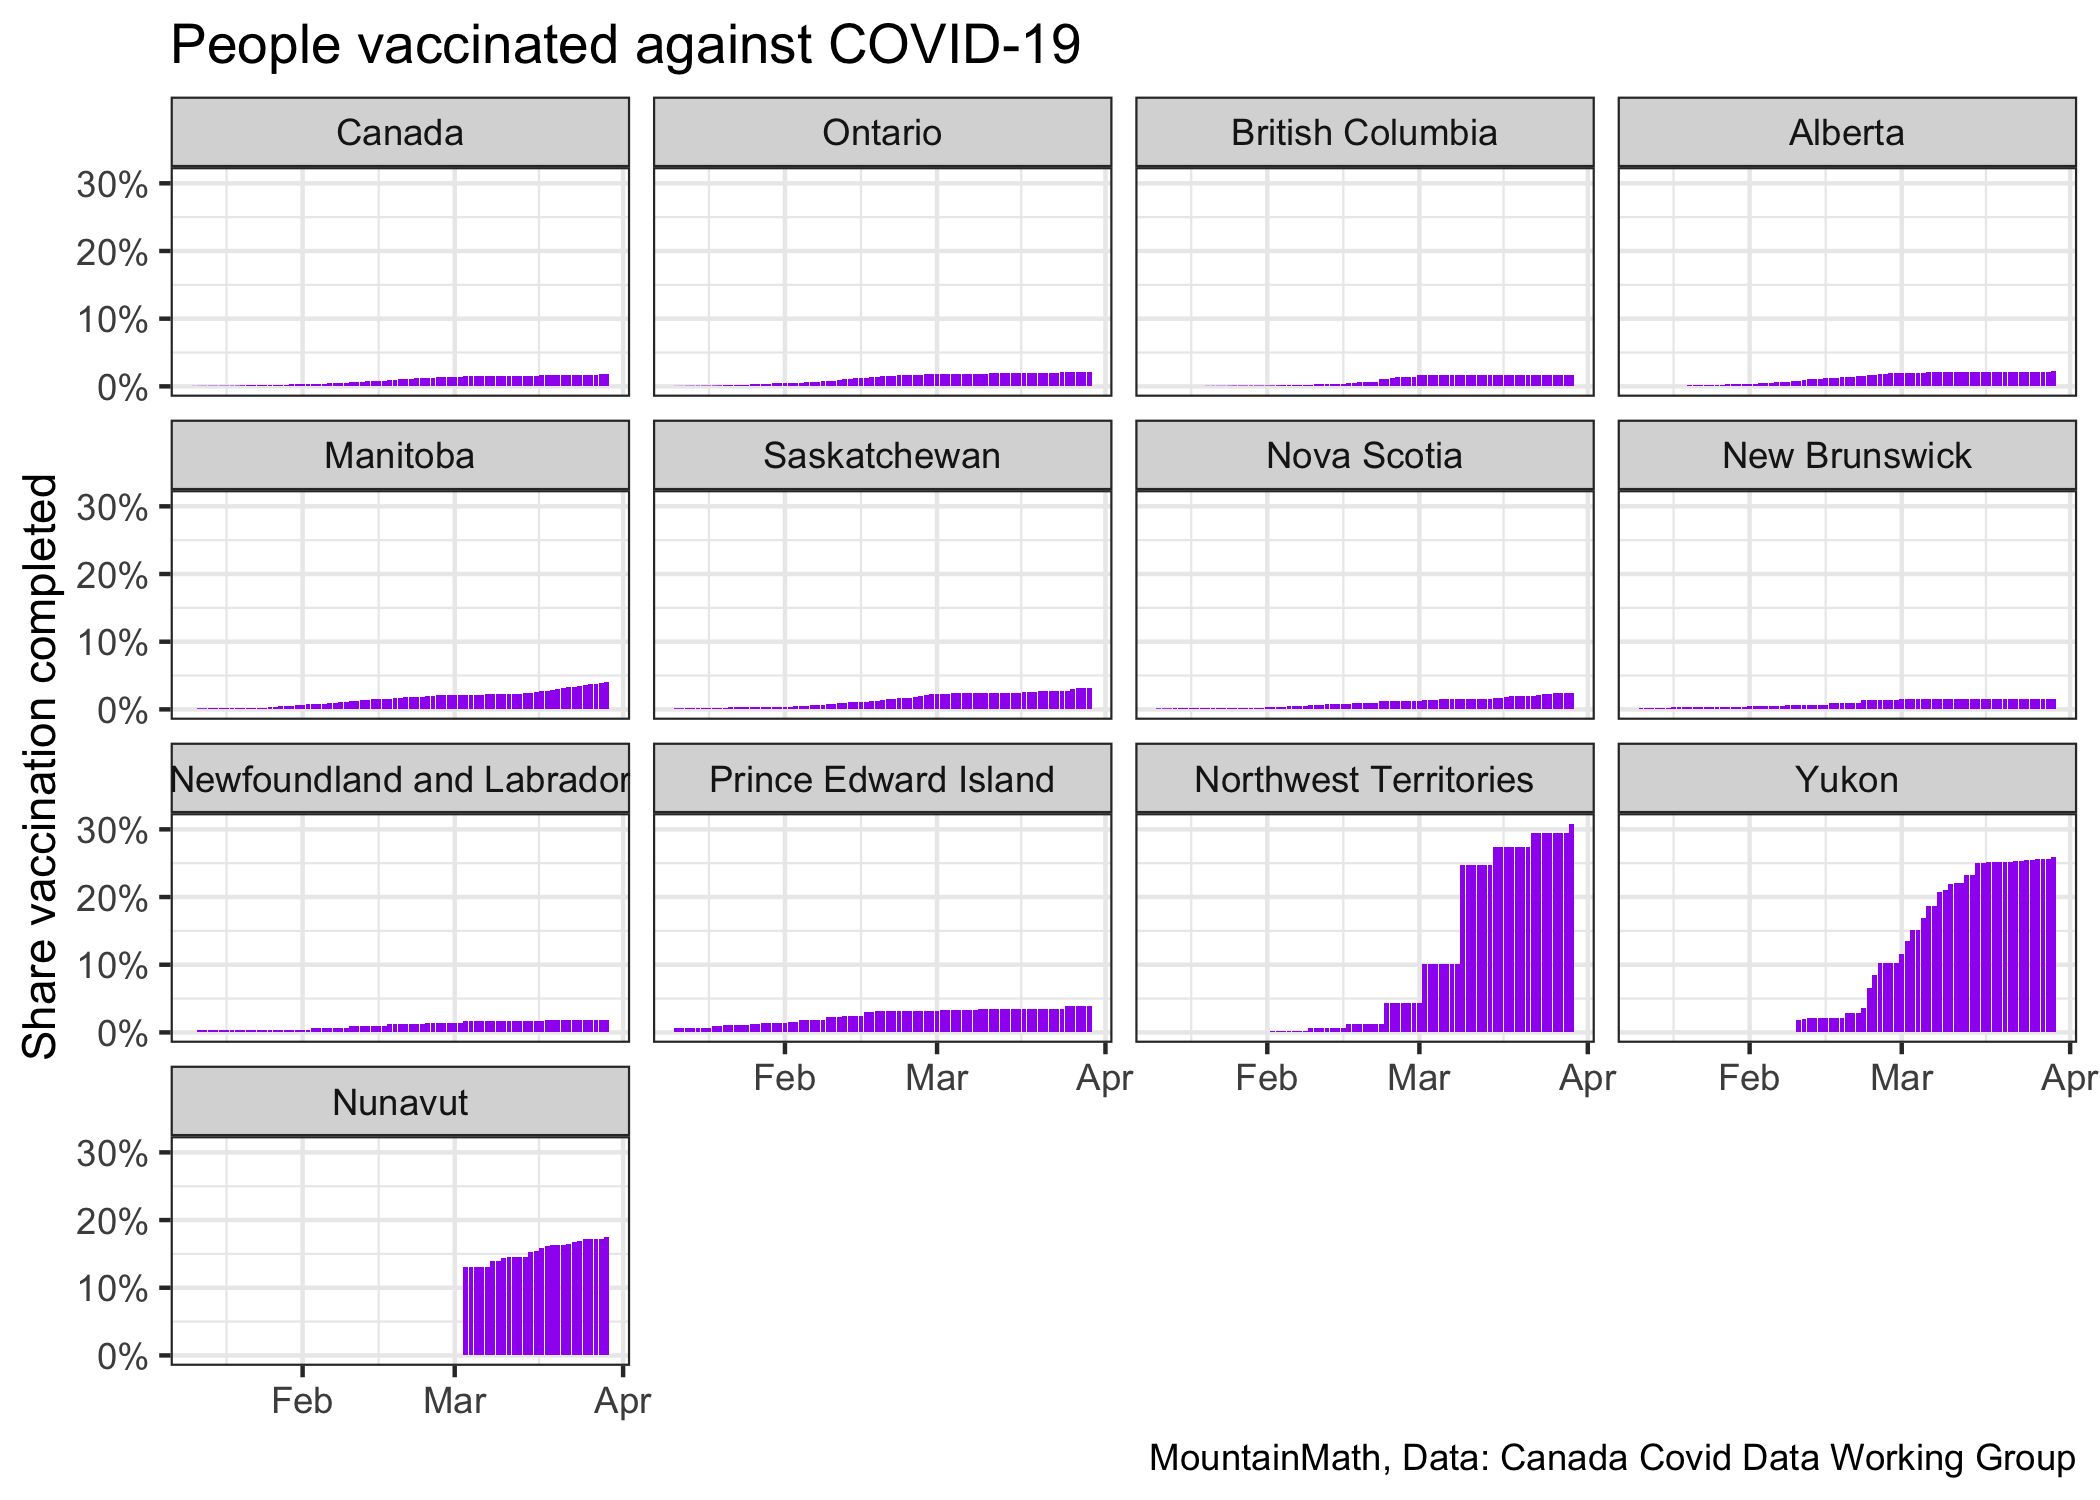 People vaccinated against COVID-19
Share vaccination completed
Canada
Ontario
British Columbia
Alberta
30%
20%
10%
0%
Manitoba
Saskatchewan
Nova Scotia
New Brunswick
30%
20%
10%
0%
Newfoundland and Labrador
Prince Edward Island
Northwest Territories
Yukon
30%
20%
10%
0%
Feb Mar Apr
Feb Mar Apr
Feb Mar Apr
Nunavut
30%
20%
10%
0%
Feb Mar Apr
MountainMath, Data: Canada Covid Data Working Group